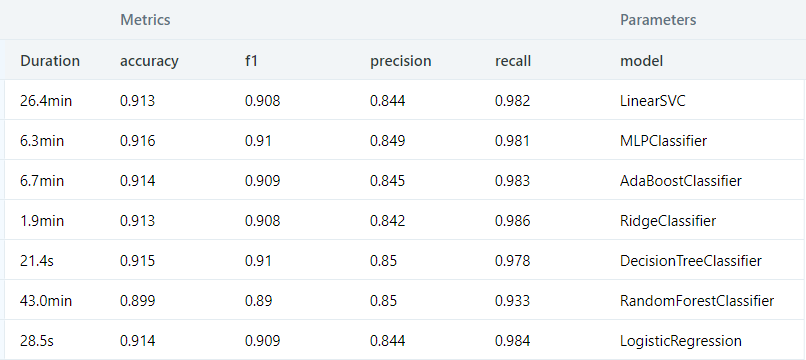 Metrics Parameters
Duration accuracy f1 precision recall model
26.4min 0.913 0.908 0.844 0.982 LinearSVC
6.3min 0.916 0.91 0.849 0.981 MLPClassifier
6.7min 0.914 0.909 0.845 0.983 AdaBoostClassifier
1.9min 0.913 0.908 0.842 0.986 RidgeClassifier
21.4s 0.915 0.91 0.85 0.978 DecisionTreeClassifier
43.0min 0.899 0.89 0.85 0.933 RandomForestClassifier
28.5s 0.914 0.909 0.844 0.984 LogisticRegression